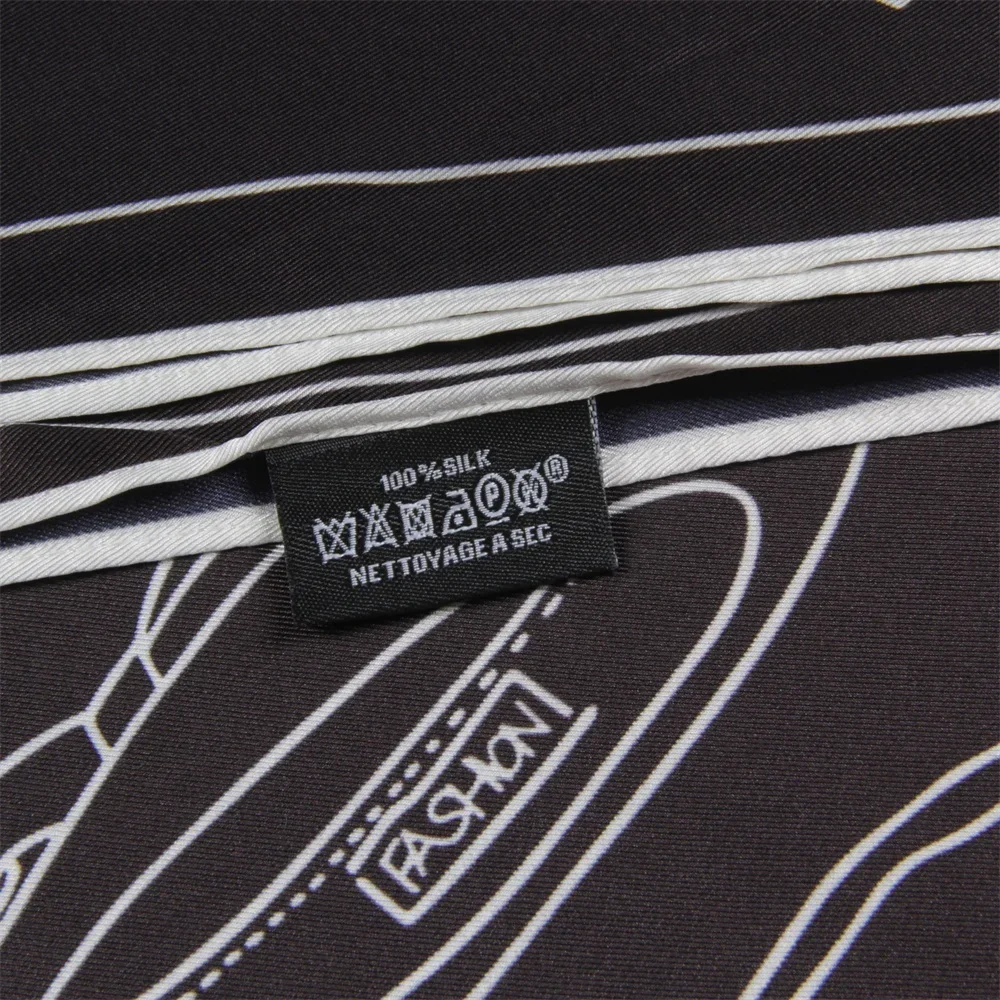 100% SILK
P W ®
NETTOYAGE A SEC
FASHION